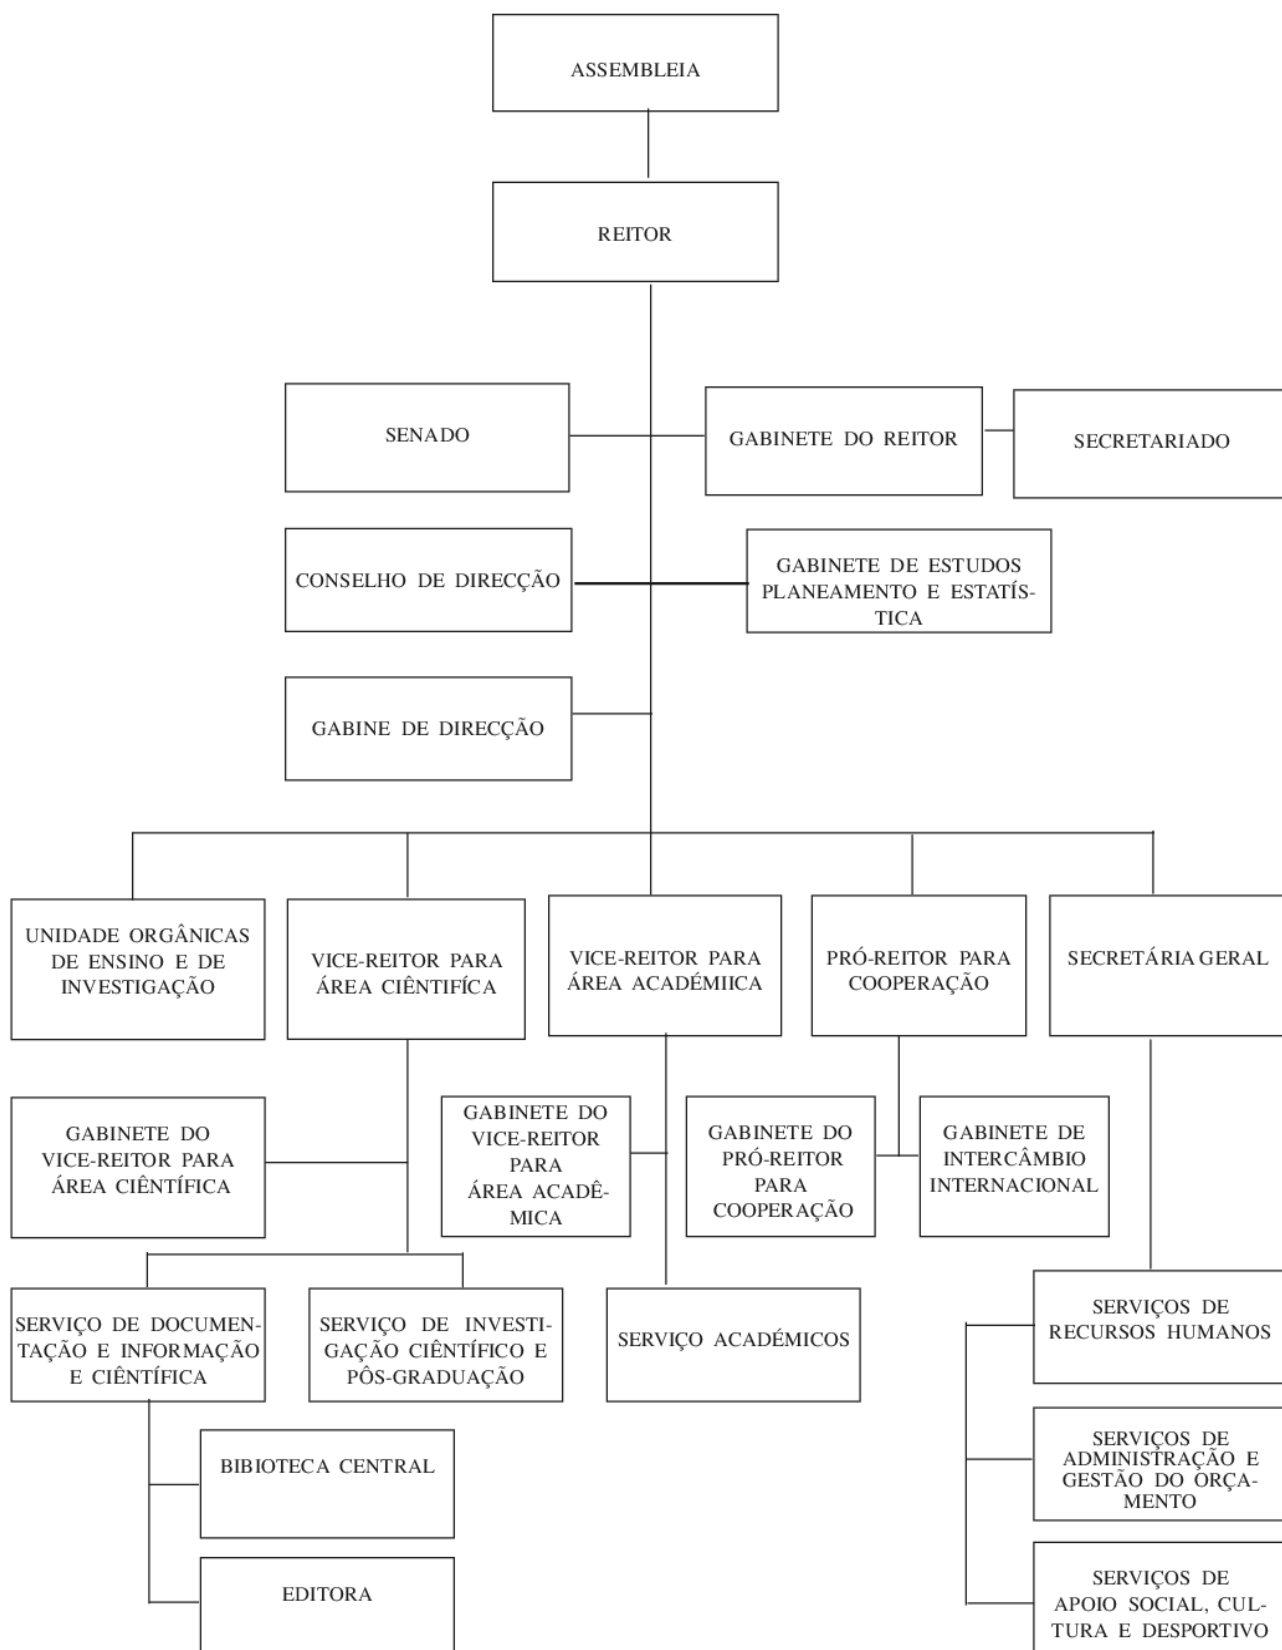 ASSEMBLEIA
REITOR
SENADO
GABINETE DO REITOR
SECRETARIADO
CONSELHO DE DIRECÇÃO
GABINETE DE ESTUDOS
PLANEAMENTO E ESTATÍS-
TICA
GABINE DE DIRECÇÃO
UNIDADE ORGÂNICAS
DE ENSINO E DE
INVESTIGAÇÃO
VICE-REITOR PARA
ÁREA CIÊNTIFÍCA
VICE-REITOR PARA
ÁREA ACADÉMIICA
PRÓ-REITOR PARA
COOPERAÇÃO
SECRETÁRIA GERAL
GABINETE DO
VICE-REITOR PARA
ÁREA CIÊNTÍFICA
GABINETE DO
VICE-REITOR
PARA
ÁREA ACADÊ-
MICA
GABINETE DO
PRÓ-REITOR
PARA
COOPERAÇÃO
GABINETE DE
INTERCÂMBIO
INTERNACIONAL
SERVIÇO DE DOCUMEN-
TAÇÃO E INFORMAÇÃO
E CIÊNTÍFICA
SERVIÇO DE INVESTI-
GAÇÃO CIÊNTÍFICO E
PÔS-GRADUAÇÃO
SERVIÇO ACADÉMICOS
SERVIÇOS DE
RECURSOS HUMANOS
BIBIOTECA CENTRAL
SERVIÇOS DE
ADMINISTRAÇÃO E
GESTÃO DO ORÇA-
MENTO
EDITORA
SERVIÇOS DE
APOIO SOCIAL, CUL-
TURA E DESPORTIVO